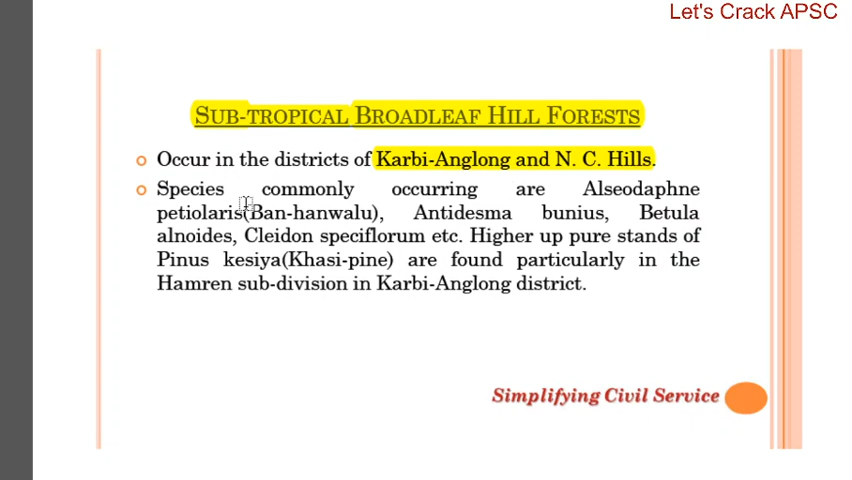 Let's Crack APSC
SUB-TROPICAL BROADLEAF HILL FORESTS
Occur in the districts of Karbi-Anglong and N. C. Hills.
Species commonly occurring are Alseodaphne
petiolaris(Ban-hanwalu), Antidesma bunius, Betula
alnoides, Cleidon speciflorum etc. Higher up pure stands of
Pinus kesiya(Khasi-pine) are found particularly in the
Hamren sub-division in Karbi-Anglong district.
Simplifying Civil Service